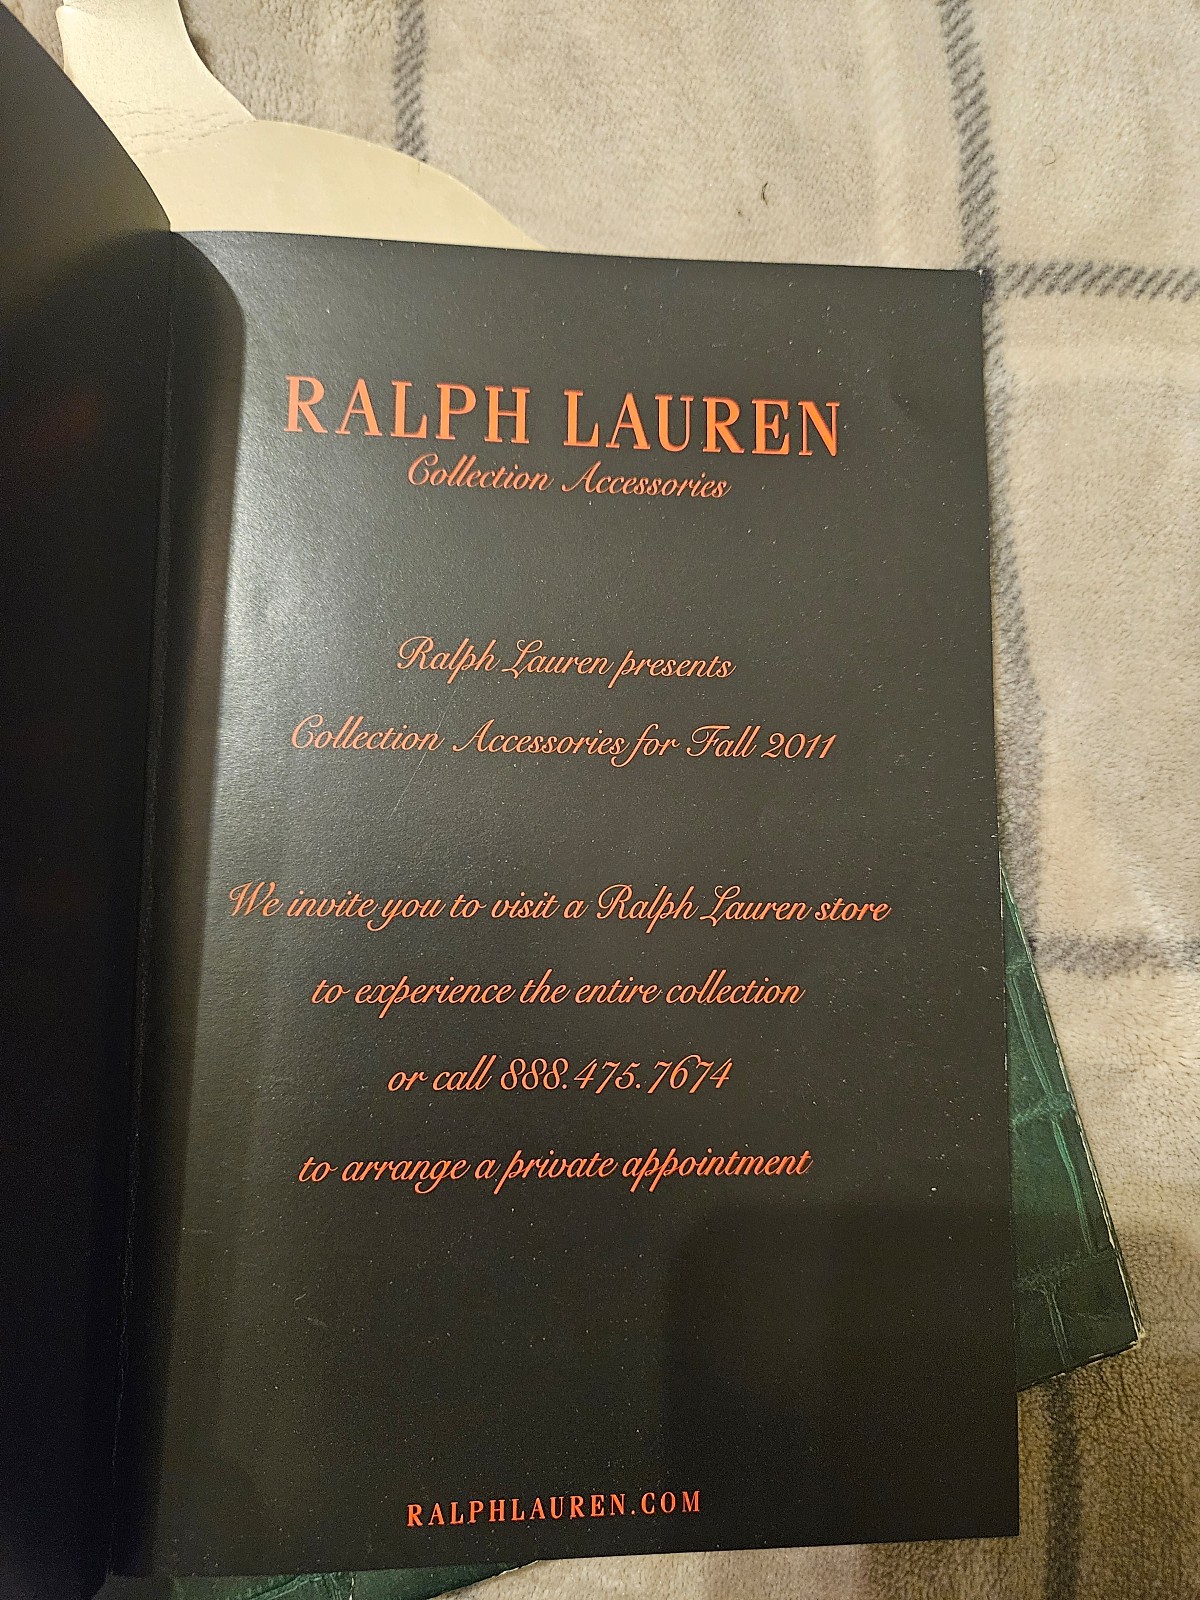 RALPH LAUREN
Collection Accessories
Ralph Lauren presents
Collection Accessories for Fall 2011
We invite you to visit a Ralph Lauren store
to experience the entire collection
or call 888.475.7674
to arrange a private appointment
RALPHLAUREN.COM